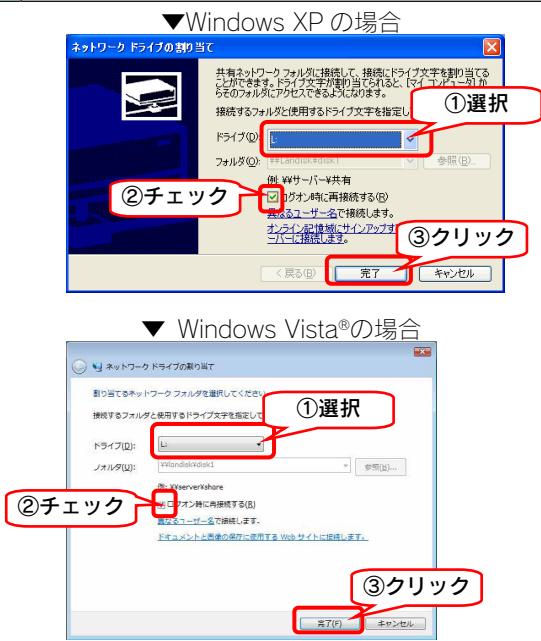 ▼Windows XP の場合
ネットワーク ドライブの割り当て
共有ネットワーク フォルダに接続して、接続にドライブ文字を割り当てる
ことができます。ドライブ文字が割り当てられると、[マイ コンピュータ] か
らそのフォルダにアクセスできるようになります。
接続するフォルダと使用するドライブ文字を指定し
①選択
ドライブ(D):
L:
フォルダ(O):
¥¥Landisk¥disk1
参照(B)...
例: ¥¥サーバー¥共有
②チェック
ログオン時に再接続する(R)
異なるユーザー名で接続します。
オンライン記憶域にサインアップす
ーバーに接続します。
③クリック
< 戻る(B)
完了
キャンセル
▼ Windows Vista®の場合
ネットワーク ドライブの割り当て
割り当てるネットワーク フォルダを選択してください
接続するフォルダと使用するドライブ文字を指定して
①選択
ドライブ(D):
L:
フォルダ(O):
¥¥landisk¥disk1
参照(B)...
例: ¥¥server¥share
②チェック
ログオン時に再接続する(R)
異なるユーザー名で接続します。
ドキュメントと画像の保存に使用する Web サイトに接続します。
③クリック
完了(F)
キャンセル